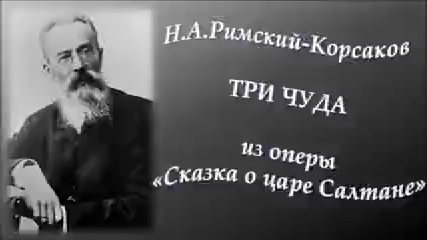 Н.А.Римский-Корсаков
ТРИ ЧУДА
из оперы
«Сказка о царе Салтане»